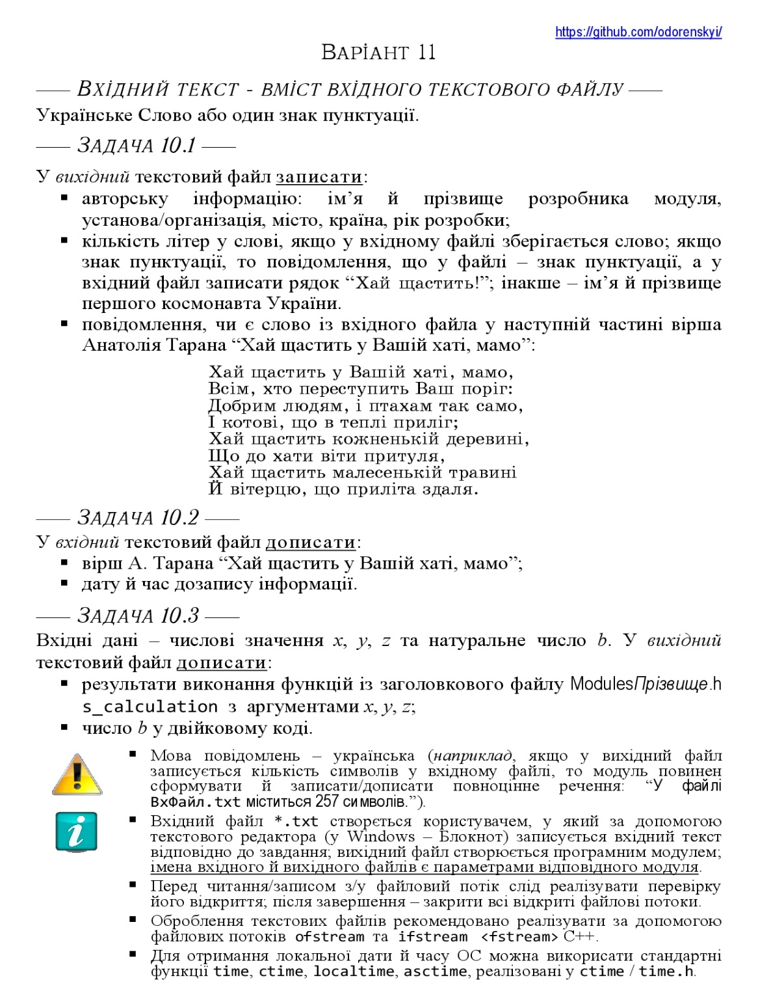 https://github.com/odorenskyi/
Варіант 11
Вхідний текст - вміст вхідного текстового файлу
Українське Слово або один знак пунктуації.
Задача 10.1
У вихідний текстовий файл записати:
▪ авторську інформацію: ім’я й прізвище розробника модуля,
установа/організація, місто, країна, рік розробки;
▪ кількість літер у слові, якщо у вхідному файлі зберігається слово; якщо
знак пунктуації, то повідомлення, що у файлі – знак пунктуації, а у
вхідний файл записати рядок “Хай щастить!”; інакше – ім’я й прізвище
першого космонавта України.
▪ повідомлення, чи є слово із вхідного файла у наступній частині вірша
Анатолія Тарана “Хай щастить у Вашій хаті, мамо”:
Хай щастить у Вашій хаті, мамо,
Всім, хто переступить Ваш поріг:
Добрим людям, і птахам так само,
І котові, що в теплі приліг;
Хай щастить кожненькій деревині,
Що до хати віти притуля,
Хай щастить малесенькій травині
Й вітерцю, що приліта здаля.
Задача 10.2
У вхідний текстовий файл дописати:
▪ вірш А. Тарана “Хай щастить у Вашій хаті, мамо”;
▪ дату й час дозапису інформації.
Задача 10.3
Вхідні дані – числові значення x, y, z та натуральне число b. У вихідний
текстовий файл дописати:
▪ результати виконання функцій із заголовкового файлу ModulesПрізвище.h
s_calculation з аргументами x, y, z;
▪ число b у двійковому коді.
▪ Мова повідомлень – українська (наприклад, якщо у вихідний файл
записується кількість символів у вхідному файлі, то модуль повинен
сформувати й записати/дописати повноцінне речення: “У файлі
ВхФайл.txt міститься 257 символів.”).
▪ Вхідний файл *.txt створється користувачем, у який за допомогою
текстового редактора (у Windows – Блокнот) записується вхідний текст
відповідно до завдання; вихідний файл створюється програмним модулем;
імена вхідного й вихідного файлів є параметрами відповідного модуля.
▪ Перед читання/записом з/у файловий потік слід реалізувати перевірку
його відкриття; після завершення – закрити всі відкриті файлові потоки.
▪ Оброблення текстових файлів рекомендовано реалізувати за допомогою
файлових потоків ofstream та ifstream <fstream> C++.
▪ Для отримання локальної дати й часу ОС можна викорисати стандартні
функції time, ctime, localtime, asctime, реалізовані у ctime / time.h.